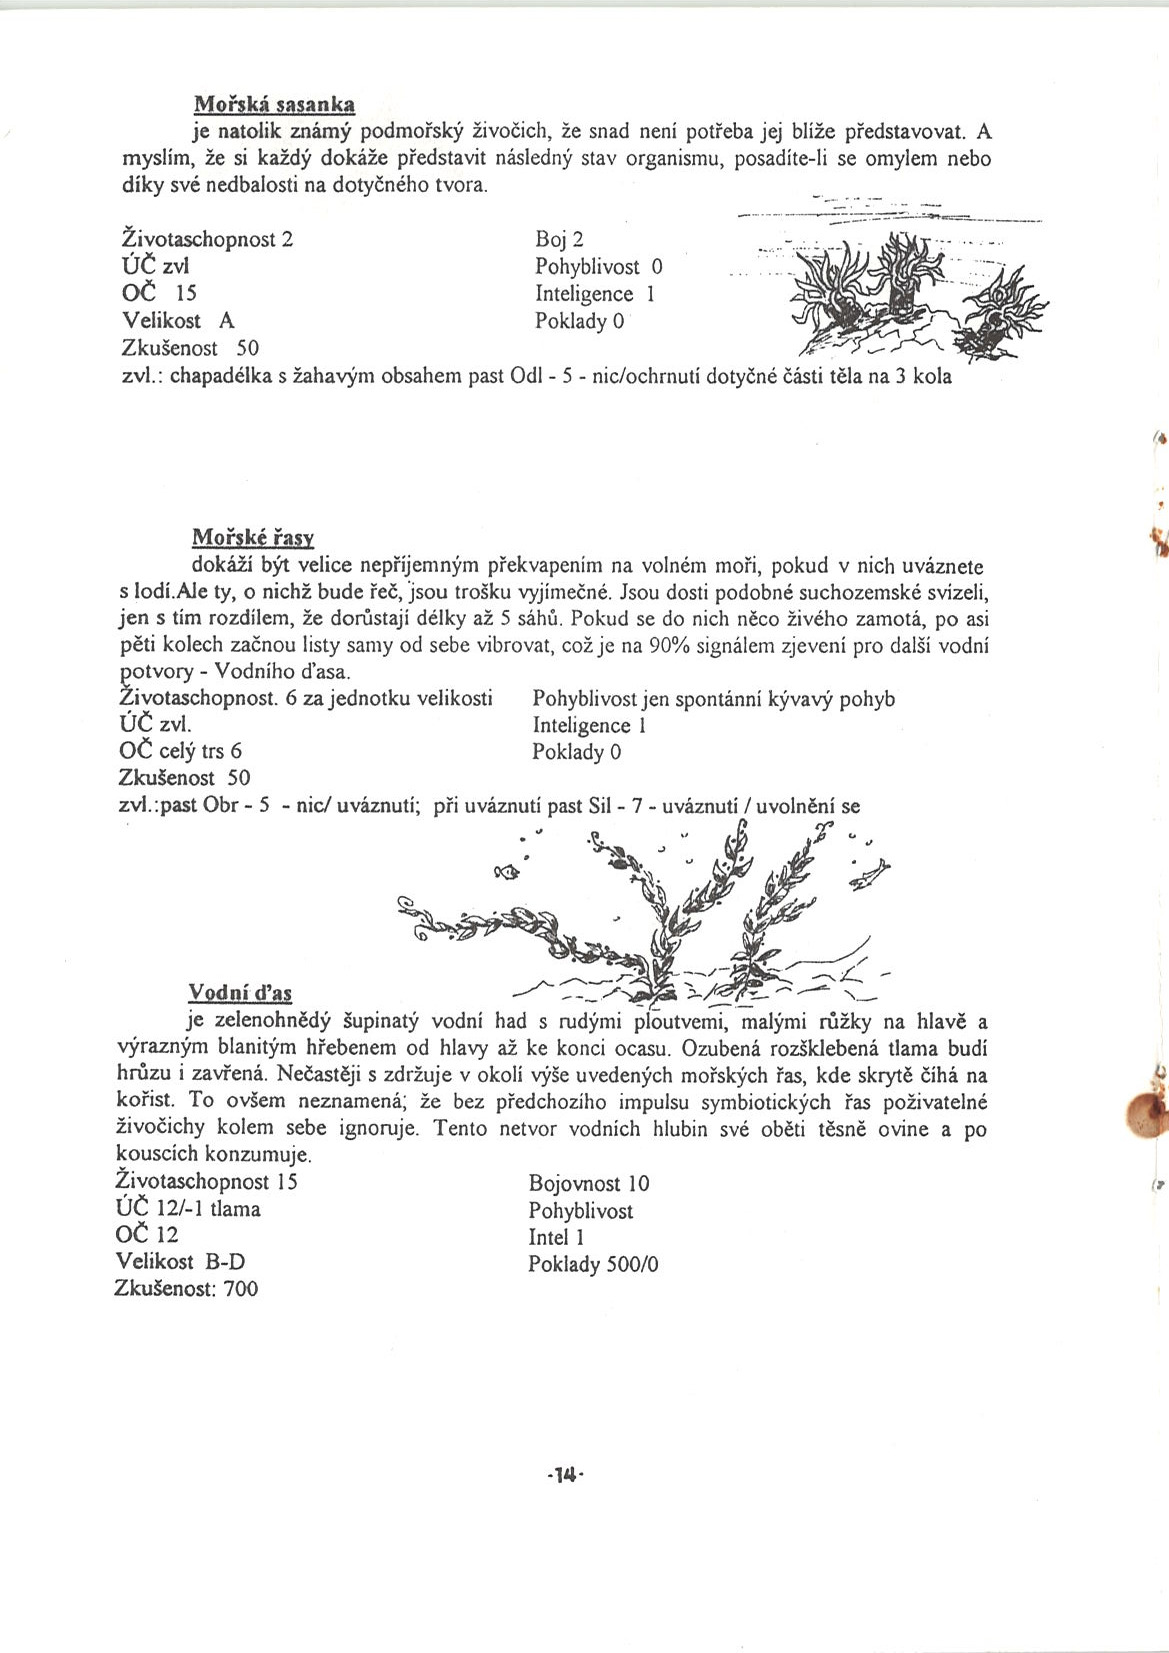 Mořská sasanka
je natolik známý podmořský živočich, že snad není potřeba jej blíže představovat. A
myslím, že si každý dokáže představit následný stav organismu, posadíte-li se omylem nebo
díky své nedbalosti na dotyčného tvora.
Životaschopnost 2 Boj 2
ÚČ zvl Pohyblivost 0
OČ 15 Inteligence 1
Velikost A Poklady 0
Zkušenost 50
zvl.: chapadélka s žahavým obsahem past Odl - 5 - nic/ochrnutí dotyčné části těla na 3 kola
Mořské řasy
dokáží být velice nepříjemným překvapením na volném moři, pokud v nich uváznete
s lodí.Ale ty, o nichž bude řeč, jsou trošku vyjímečné. Jsou dosti podobné suchozemské svízeli,
jen s tím rozdílem, že dorůstají délky až 5 sáhů. Pokud se do nich něco živého zamotá, po asi
pěti kolech začnou listy samy od sebe vibrovat, což je na 90% signálem zjevení pro další vodní
potvory - Vodního ďasa.
Životaschopnost. 6 za jednotku velikosti Pohyblivost jen spontánní kývavý pohyb
ÚČ zvl. Inteligence 1
OČ celý trs 6 Poklady 0
Zkušenost 50
zvl.:past Obr - 5 - nic/ uváznutí; při uváznutí past Sil - 7 - uváznutí / uvolnění se
Vodní ďas
je zelenohnědý šupinatý vodní had s rudými ploutvemi, malými růžky na hlavě a
výrazným blanitým hřebenem od hlavy až ke konci ocasu. Ozubená rozšklebená tlama budí
hrůzu i zavřená. Nečastěji s zdržuje v okolí výše uvedených mořských řas, kde skrytě číhá na
kořist. To ovšem neznamená; že bez předchozího impulsu symbiotických řas poživatelné
živočichy kolem sebe ignoruje. Tento netvor vodních hlubin své oběti těsně ovine a po
kouscích konzumuje.
Životaschopnost 15 Bojovnost 10
ÚČ 12/-1 tlama Pohyblivost
OČ 12 Intel 1
Velikost B-D Poklady 500/0
Zkušenost: 700
-14-